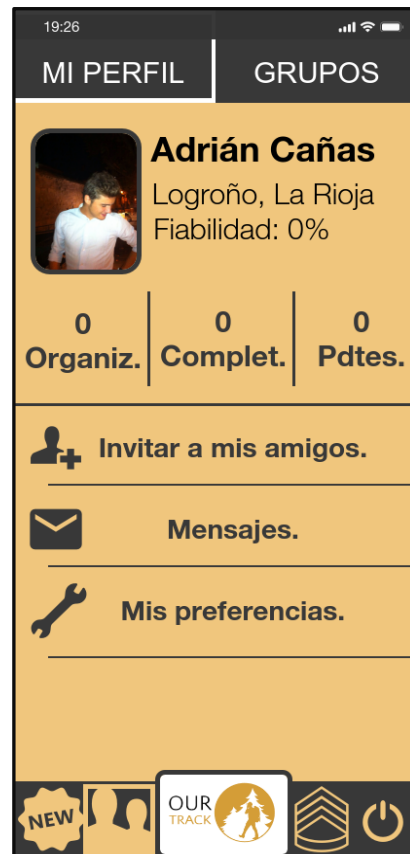 19:26
MI PERFIL
GRUPOS
Adrián Cañas
Logroño, La Rioja
Fiabilidad: 0%
0
Organiz.
0
Complet.
0
Pdtes.
Invitar a mis amigos.
Mensajes.
Mis preferencias.
NEW
OUR
TRACK